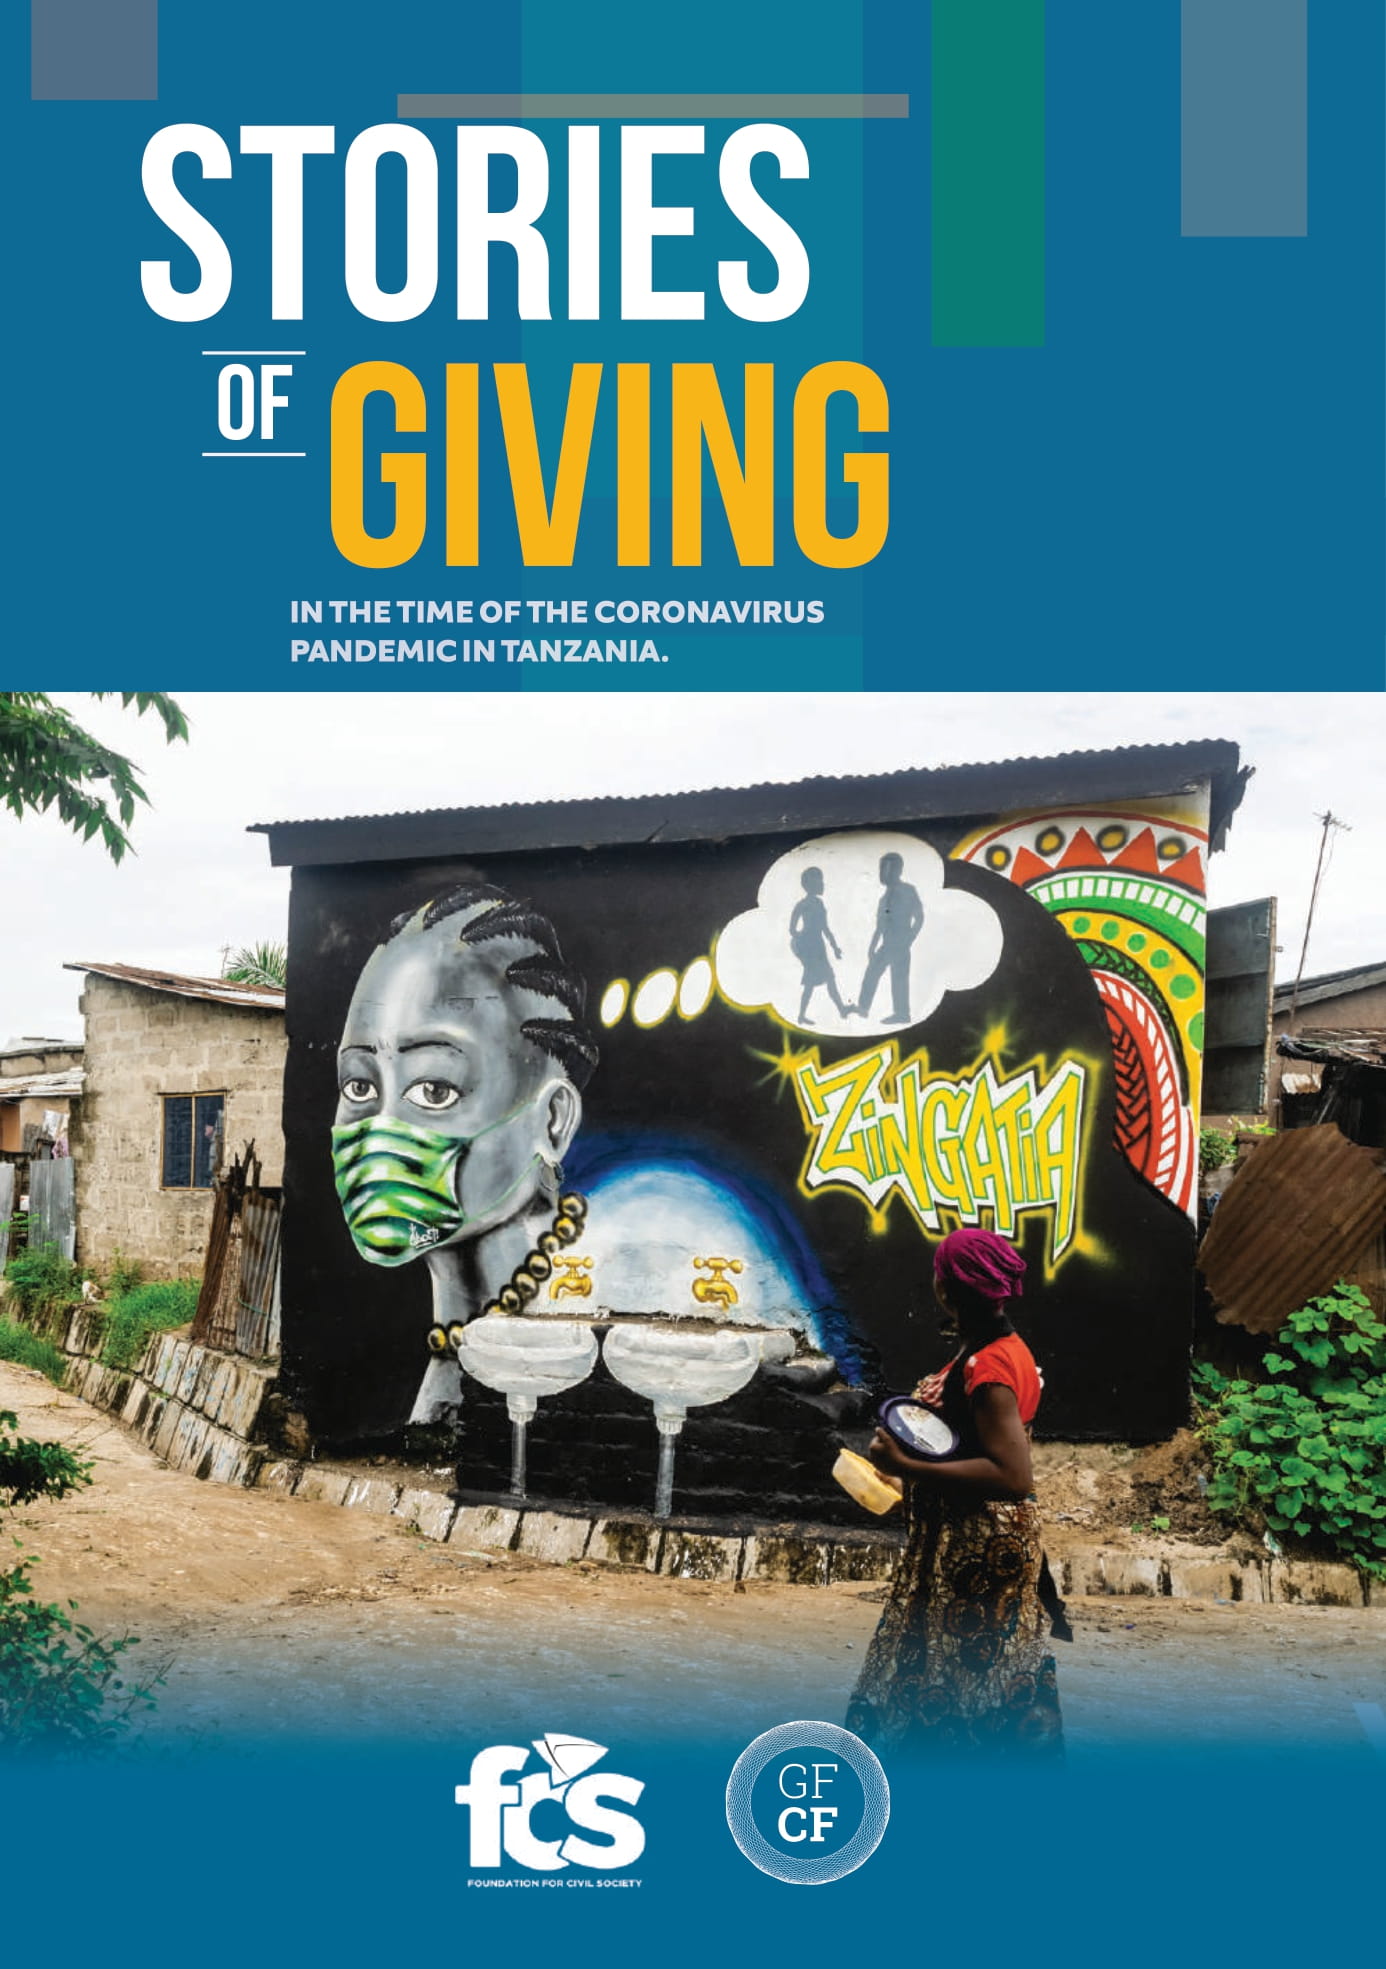 STORIES
OF GIVING
IN THE TIME OF THE CORONAVIRUS
PANDEMIC IN TANZANIA.
ZINGATIA
fcs
FOUNDATION FOR CIVIL SOCIETY
GF
CF